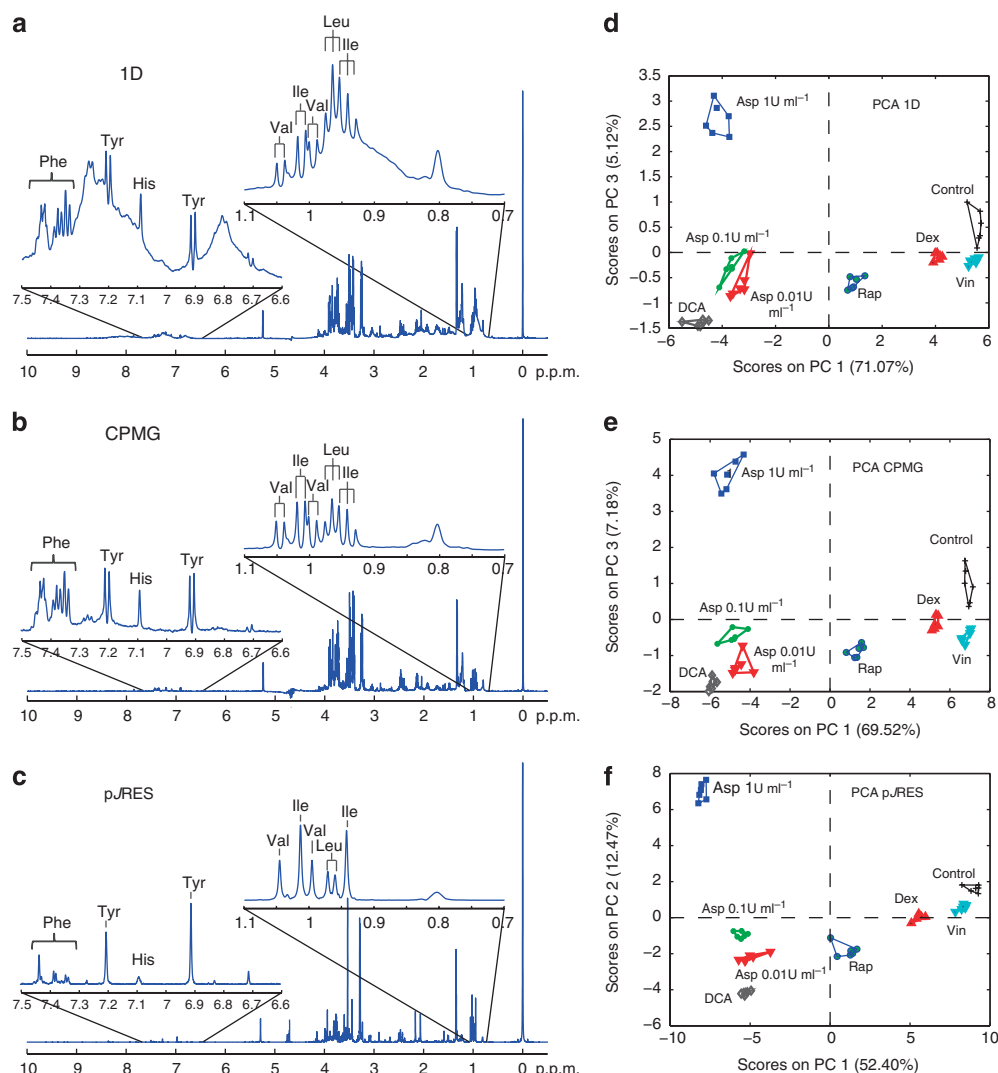 a
1D
Leu
Ile
Ile
Val
Val
Phe
Tyr
His
Tyr
1.1 1 0.9 0.8 0.7
7.5 7.4 7.3 7.2 7.1 7 6.9 6.8 6.7 6.6
10 9 8 7 6 5 4 3 2 1 0 p.p.m.
b
CPMG
Leu
Ile
Ile
Val
Val
Phe
Tyr
His
Tyr
1.1 1 0.9 0.8 0.7
7.5 7.4 7.3 7.2 7.1 7 6.9 6.8 6.7 6.6
10 9 8 7 6 5 4 3 2 1 0 p.p.m.
c
pJRES
Ile
Ile
Val
Val
Leu
Tyr
Tyr
Phe
His
1.1 1 0.9 0.8 0.7
7.5 7.4 7.3 7.2 7.1 7 6.9 6.8 6.7 6.6
10 9 8 7 6 5 4 3 2 1 0 p.p.m.
d
Scores on PC 3 (5.12%)
3.5
3
2.5
2
1.5
1
0.5
0
−0.5
−1
−1.5
Asp 1U ml−1
PCA 1D
Control
Asp 0.1U ml−1
Dex
Vin
Rap
Asp 0.01U
ml−1
DCA
−6 −4 −2 0 2 4 6
Scores on PC 1 (71.07%)
e
Scores on PC 3 (7.18%)
5
4
3
2
1
0
−1
−2
Asp 1U ml−1
PCA CPMG
Control
Asp 0.1U ml−1
Dex
Asp 0.01U
ml−1
Vin
Rap
DCA
−8 −6 −4 −2 0 2 4 6 8
Scores on PC 1 (69.52%)
f
Scores on PC 2 (12.47%)
8
6
4
2
0
−2
−4
−6
Asp 1U ml−1
PCA pJRES
Control
Dex
Asp 0.1U ml−1
Vin
Asp 0.01U ml−1
Rap
DCA
−10 −5 0 5 10
Scores on PC 1 (52.40%)